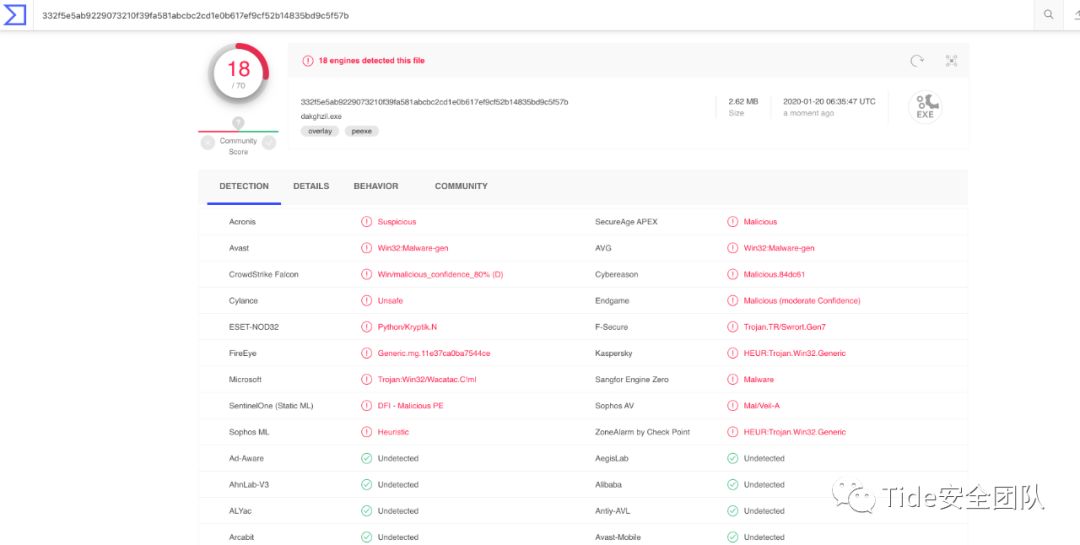 332f5e5ab9229073210f39fa581abcbc2cd1e0b617ef9cf52b14835bd9c5f57b
18
/ 70
18 engines detected this file
332f5e5ab9229073210f39fa581abcbc2cd1e0b617ef9cf52b14835bd9c5f57b
dakghzii.exe
overlay peexe
2.62 MB
Size
2020-01-20 06:35:47 UTC
a moment ago
EXE
?
Community
Score
DETECTION DETAILS BEHAVIOR COMMUNITY
Acronis Suspicious SecureAge APEX Malicious
Avast Win32:Malware-gen AVG Win32:Malware-gen
CrowdStrike Falcon Win/malicious_confidence_80% (D) Cybereason Malicious.84dc61
Cylance Unsafe Endgame Malicious (moderate Confidence)
ESET-NOD32 Python/Kryptik.N F-Secure Trojan.TR/Swrort.Gen7
FireEye Generic.mg.11e37ca0ba7544ce Kaspersky HEUR:Trojan.Win32.Generic
Microsoft Trojan:Win32/Wacatac.C!ml Sangfor Engine Zero Malware
SentinelOne (Static ML) DFI - Malicious PE Sophos AV Mal/Veil-A
Sophos ML Heuristic ZoneAlarm by Check Point HEUR:Trojan.Win32.Generic
Ad-Aware Undetected AegisLab Undetected
AhnLab-V3 Undetected Alibaba Undetected
ALYac Undetected Antiy-AVL Undetected
Arcabit Undetected Avast-Mobile Undetected
Tide安全团队